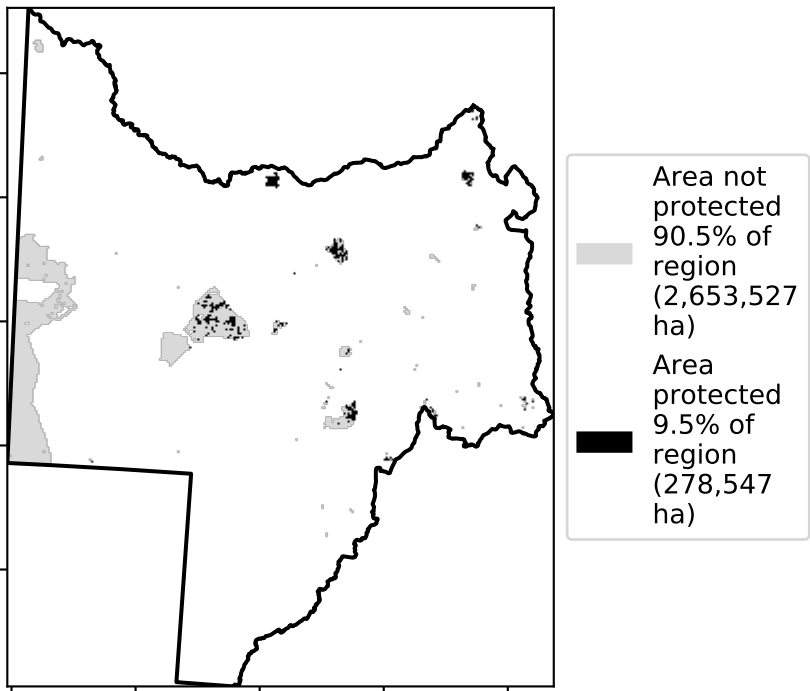 Area not
protected
90.5% of
region
(2,653,527
ha)
Area
protected
9.5% of
region
(278,547
ha)